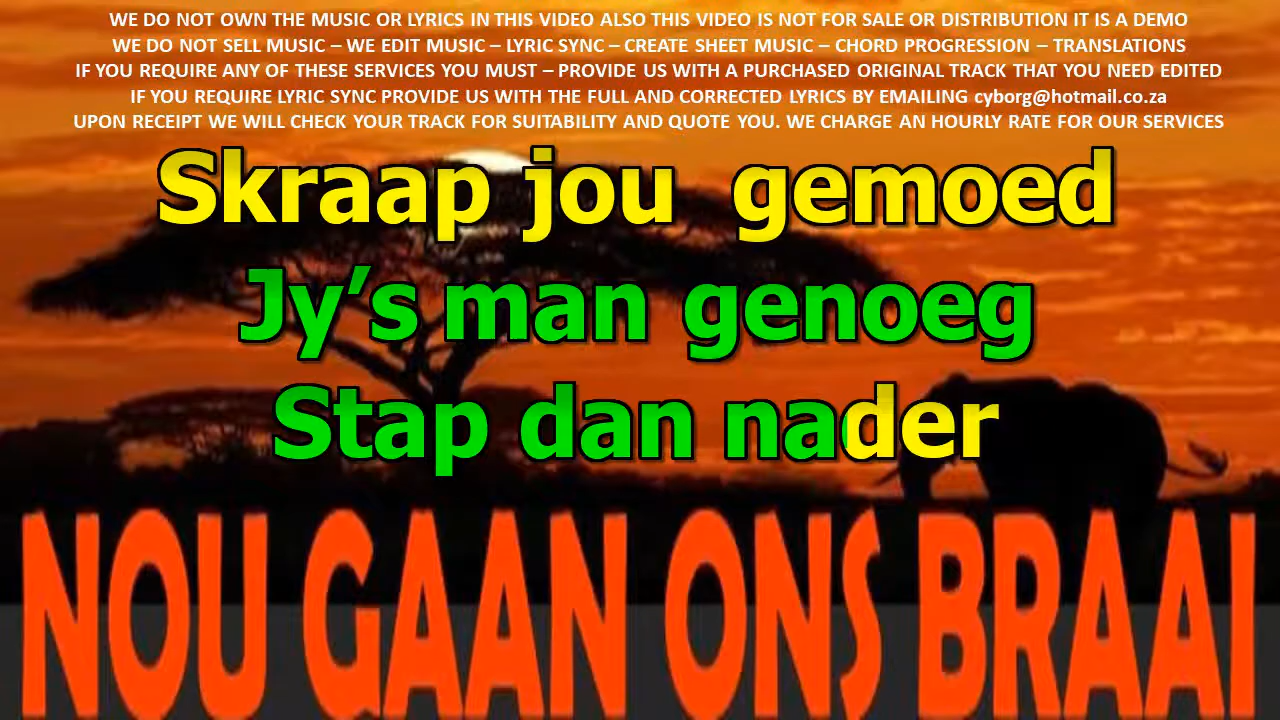 WE DO NOT OWN THE MUSIC OR LYRICS IN THIS VIDEO ALSO THIS VIDEO IS NOT FOR SALE OR DISTRIBUTION IT IS A DEMO
WE DO NOT SELL MUSIC – WE EDIT MUSIC – LYRIC SYNC – CREATE SHEET MUSIC – CHORD PROGRESSION – TRANSLATIONS
IF YOU REQUIRE ANY OF THESE SERVICES YOU MUST – PROVIDE US WITH A PURCHASED ORIGINAL TRACK THAT YOU NEED EDITED
IF YOU REQUIRE LYRIC SYNC PROVIDE US WITH THE FULL AND CORRECTED LYRICS BY EMAILING cyborg@hotmail.co.za
UPON RECEIPT WE WILL CHECK YOUR TRACK FOR SUITABILITY AND QUOTE YOU. WE CHARGE AN HOURLY RATE FOR OUR SERVICES
Skraap jou gemoed
Jy’s man genoeg
Stap dan nader
NOU GAAN ONS BRAAI